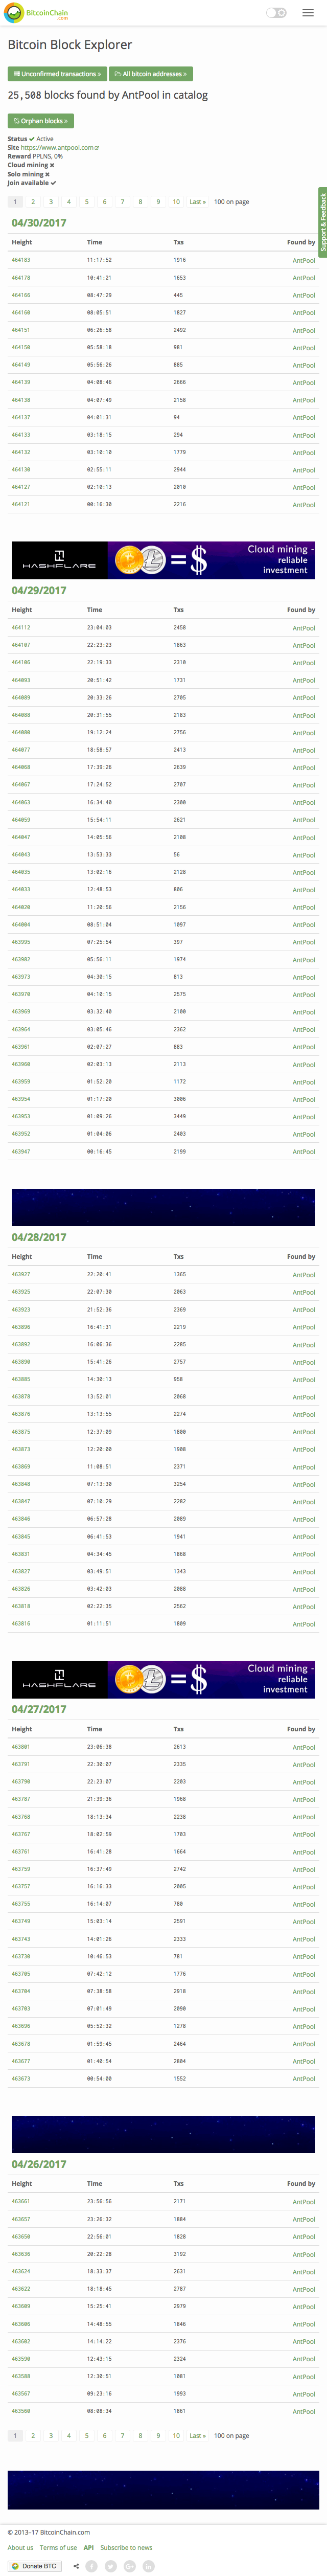 BitcoinChain
.com
Bitcoin Block Explorer
Unconfirmed transactions » All bitcoin addresses »
25,508 blocks found by AntPool in catalog
Orphan blocks »
Status ✔ Active
Site https://www.antpool.com
Reward PPLNS, 0%
Cloud mining ✖
Solo mining ✖
Join available ✔
1 2 3 4 5 6 7 8 9 10 Last » 100 on page
Support & Feedback
04/30/2017
Height Time Txs Found by
464183 11:17:52 1916 AntPool
464178 10:41:21 1653 AntPool
464166 08:47:29 445 AntPool
464160 08:05:51 1827 AntPool
464151 06:26:58 2492 AntPool
464150 05:58:18 981 AntPool
464149 05:56:26 885 AntPool
464139 04:08:46 2666 AntPool
464138 04:07:49 2158 AntPool
464137 04:01:31 94 AntPool
464133 03:18:15 294 AntPool
464132 03:10:10 1779 AntPool
464130 02:55:11 2944 AntPool
464127 02:10:13 2010 AntPool
464121 00:16:30 2216 AntPool
HASHFLARE = $ Cloud mining -
reliable
investment
04/29/2017
Height Time Txs Found by
464112 23:04:03 2458 AntPool
464107 22:23:23 1863 AntPool
464106 22:19:33 2310 AntPool
464093 20:51:42 1731 AntPool
464089 20:33:26 2705 AntPool
464088 20:31:55 2183 AntPool
464080 19:12:24 2756 AntPool
464077 18:58:57 2413 AntPool
464068 17:39:26 2639 AntPool
464067 17:24:52 2707 AntPool
464063 16:34:40 2300 AntPool
464059 15:54:11 2621 AntPool
464047 14:05:56 2108 AntPool
464043 13:53:33 56 AntPool
464035 13:02:16 2128 AntPool
464033 12:48:53 806 AntPool
464020 11:20:56 2156 AntPool
464004 08:51:04 1097 AntPool
463995 07:25:54 397 AntPool
463982 05:56:11 1974 AntPool
463973 04:30:15 813 AntPool
463970 04:10:15 2575 AntPool
463969 03:32:40 2100 AntPool
463964 03:05:46 2362 AntPool
463961 02:07:27 883 AntPool
463960 02:03:13 2113 AntPool
463959 01:52:20 1172 AntPool
463954 01:17:20 3006 AntPool
463953 01:09:26 3449 AntPool
463952 01:04:06 2403 AntPool
463947 00:16:45 2199 AntPool
04/28/2017
Height Time Txs Found by
463927 22:20:41 1365 AntPool
463925 22:07:30 2063 AntPool
463923 21:52:36 2369 AntPool
463896 16:41:31 2219 AntPool
463892 16:06:36 2285 AntPool
463890 15:41:26 2757 AntPool
463885 14:30:13 958 AntPool
463878 13:52:01 2068 AntPool
463876 13:13:55 2274 AntPool
463875 12:37:09 1800 AntPool
463873 12:20:00 1908 AntPool
463869 11:08:51 2371 AntPool
463848 07:13:30 3254 AntPool
463847 07:10:29 2282 AntPool
463846 06:57:28 2089 AntPool
463845 06:41:53 1941 AntPool
463831 04:34:45 1868 AntPool
463827 03:49:51 1343 AntPool
463826 03:42:03 2088 AntPool
463818 02:22:35 2562 AntPool
463816 01:11:51 1809 AntPool
HASHFLARE = $ Cloud mining -
reliable
investment
04/27/2017
Height Time Txs Found by
463801 23:06:38 2613 AntPool
463791 22:30:07 2335 AntPool
463790 22:23:07 2203 AntPool
463787 21:39:36 1968 AntPool
463768 18:13:34 2238 AntPool
463767 18:02:59 1703 AntPool
463761 16:41:28 1664 AntPool
463759 16:37:49 2742 AntPool
463757 16:16:33 2005 AntPool
463755 16:14:07 780 AntPool
463749 15:03:14 2591 AntPool
463743 14:01:26 2333 AntPool
463730 10:46:53 781 AntPool
463705 07:42:12 1776 AntPool
463704 07:38:58 2918 AntPool
463703 07:01:49 2090 AntPool
463696 05:52:32 1278 AntPool
463678 01:59:45 2464 AntPool
463677 01:40:54 2804 AntPool
463673 00:54:00 1552 AntPool
04/26/2017
Height Time Txs Found by
463661 23:56:56 2171 AntPool
463657 23:26:32 1884 AntPool
463650 22:56:01 1828 AntPool
463636 20:22:28 3192 AntPool
463624 18:33:37 2631 AntPool
463622 18:18:45 2787 AntPool
463609 15:25:41 2979 AntPool
463606 14:48:55 1846 AntPool
463602 14:14:22 2376 AntPool
463590 12:43:15 2324 AntPool
463588 12:30:51 1081 AntPool
463567 09:23:16 1993 AntPool
463560 08:08:34 1861 AntPool
1 2 3 4 5 6 7 8 9 10 Last » 100 on page
© 2013-17 BitcoinChain.com
About us Terms of use API Subscribe to news
Donate BTC